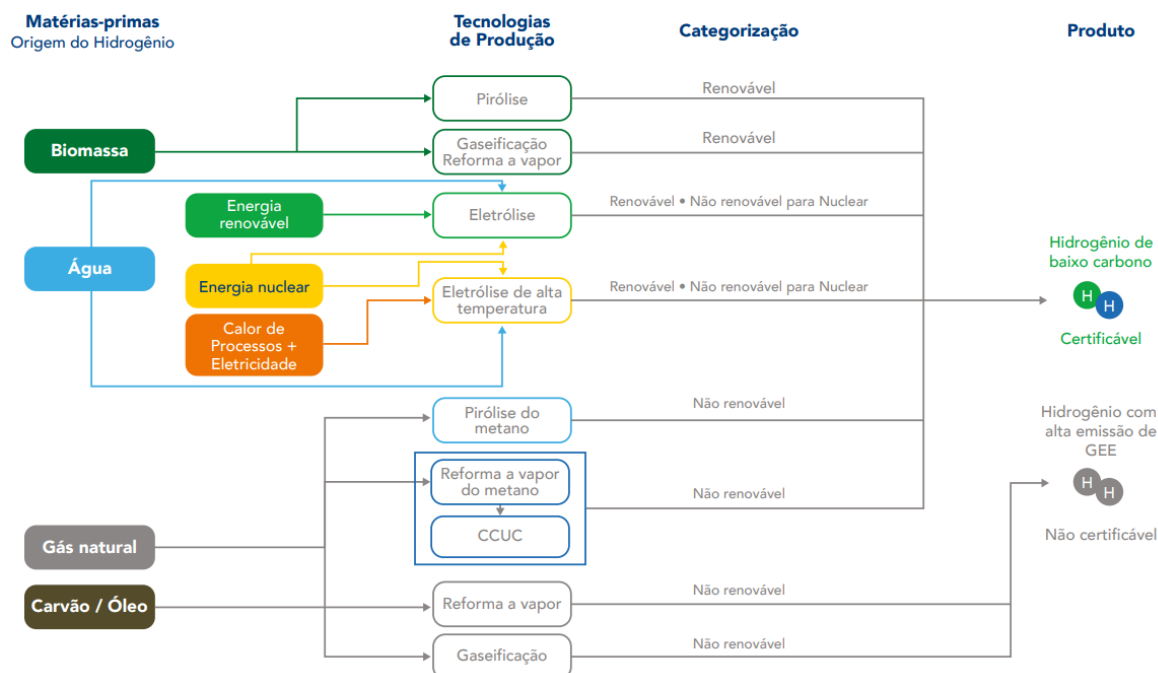 Matérias-primas
Origem do Hidrogênio
Tecnologias
de Produção
Categorização
Produto
Pirólise
Renovável
Biomassa
Gaseificação
Reforma a vapor
Renovável
Energia
renovável
Eletrólise
Renovável • Não renovável para Nuclear
Água
Energia nuclear
Eletrólise de alta
temperatura
Renovável • Não renovável para Nuclear
Hidrogênio de
baixo carbono
H
H
Certificável
Calor de
Processos +
Eletricidade
Pirólise do
metano
Não renovável
Hidrogênio com
alta emissão de
GEE
H
H
Não certificável
Reforma a vapor
do metano
CCUC
Não renovável
Gás natural
Carvão / Óleo
Reforma a vapor
Não renovável
Gaseificação
Não renovável